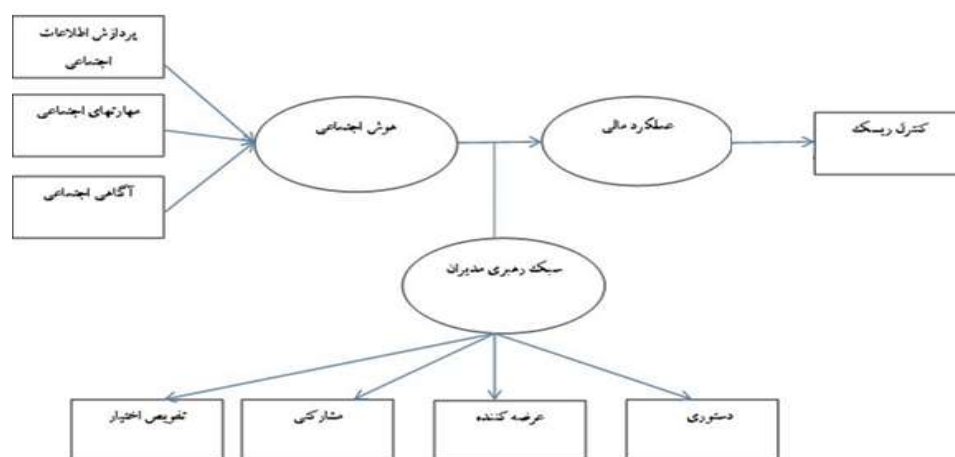 پردازش اطلاعات
اجتماعی
مهارتهای اجتماعی
آگاهی اجتماعی
هوش اجتماعی
عملکرد مالی
کنترل ریسک
سبک رهبری مدیران
دستوری
عرضه کننده
مشارکتی
تفویض اختیار